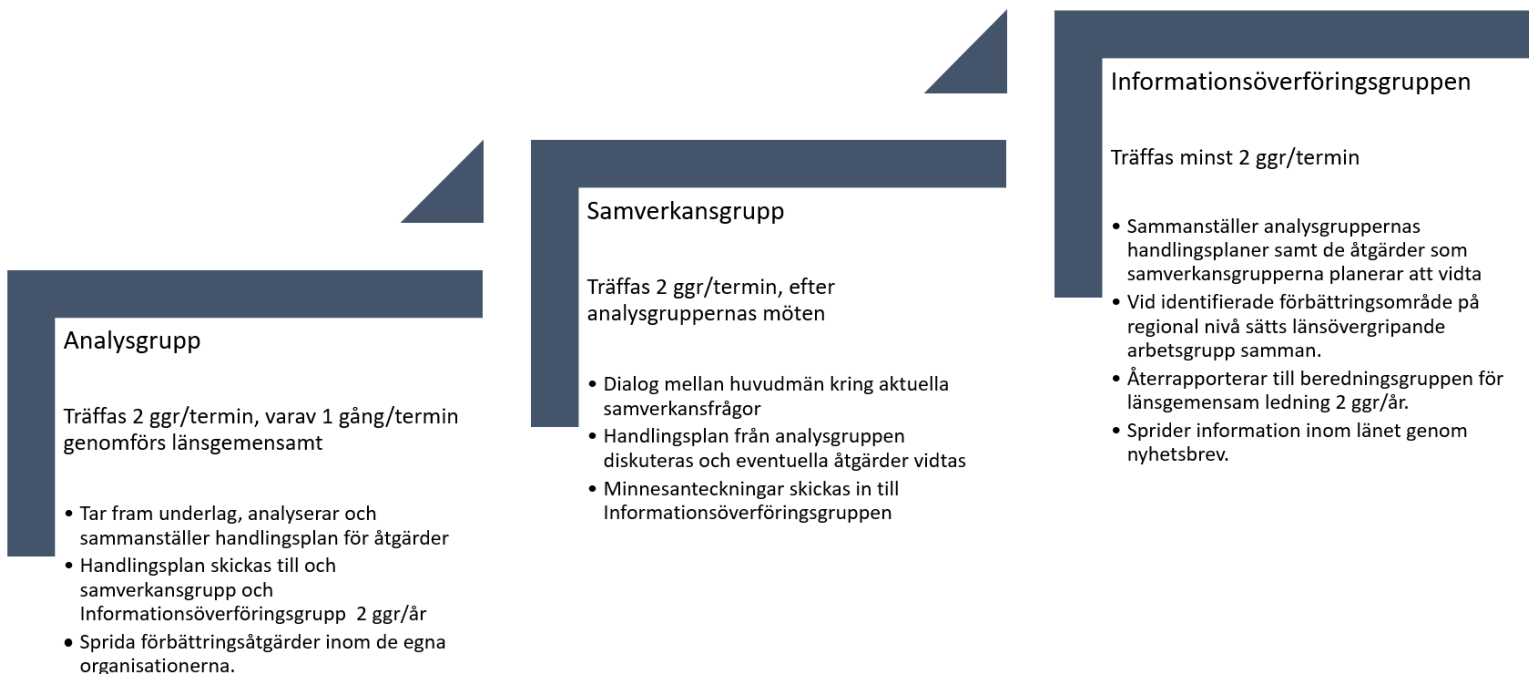 Analysgrupp
Träffas 2 ggr/termin, varav 1 gång/termin
genomförs länsgemensamt
• Tar fram underlag, analyserar och
sammanställer handlingsplan för åtgärder
• Handlingsplan skickas till och
samverkansgrupp och
Informationsöverföringsgrupp  2 ggr/år
• Sprida förbättringsåtgärder inom de egna
organisationerna.
Samverkansgrupp
Träffas 2 ggr/termin, efter
analysgruppernas möten
• Dialog mellan huvudmän kring aktuella
samverkansfrågor
• Handlingsplan från analysgruppen
diskuteras och eventuella åtgärder vidtas
• Minnesanteckningar skickas in till
Informationsöverföringsgruppen
Informationsöverföringsgruppen
Träffas minst 2 ggr/termin
• Sammanställer analysgruppernas
handlingsplaner samt de åtgärder som
samverkansgrupperna planerar att vidta
• Vid identifierade förbättringsområde på
regional nivå sätts länsövergripande
arbetsgrupp samman.
• Återrapporterar till beredningsgruppen för
länsgemensam ledning 2 ggr/år.
• Sprider information inom länet genom
nyhetsbrev.